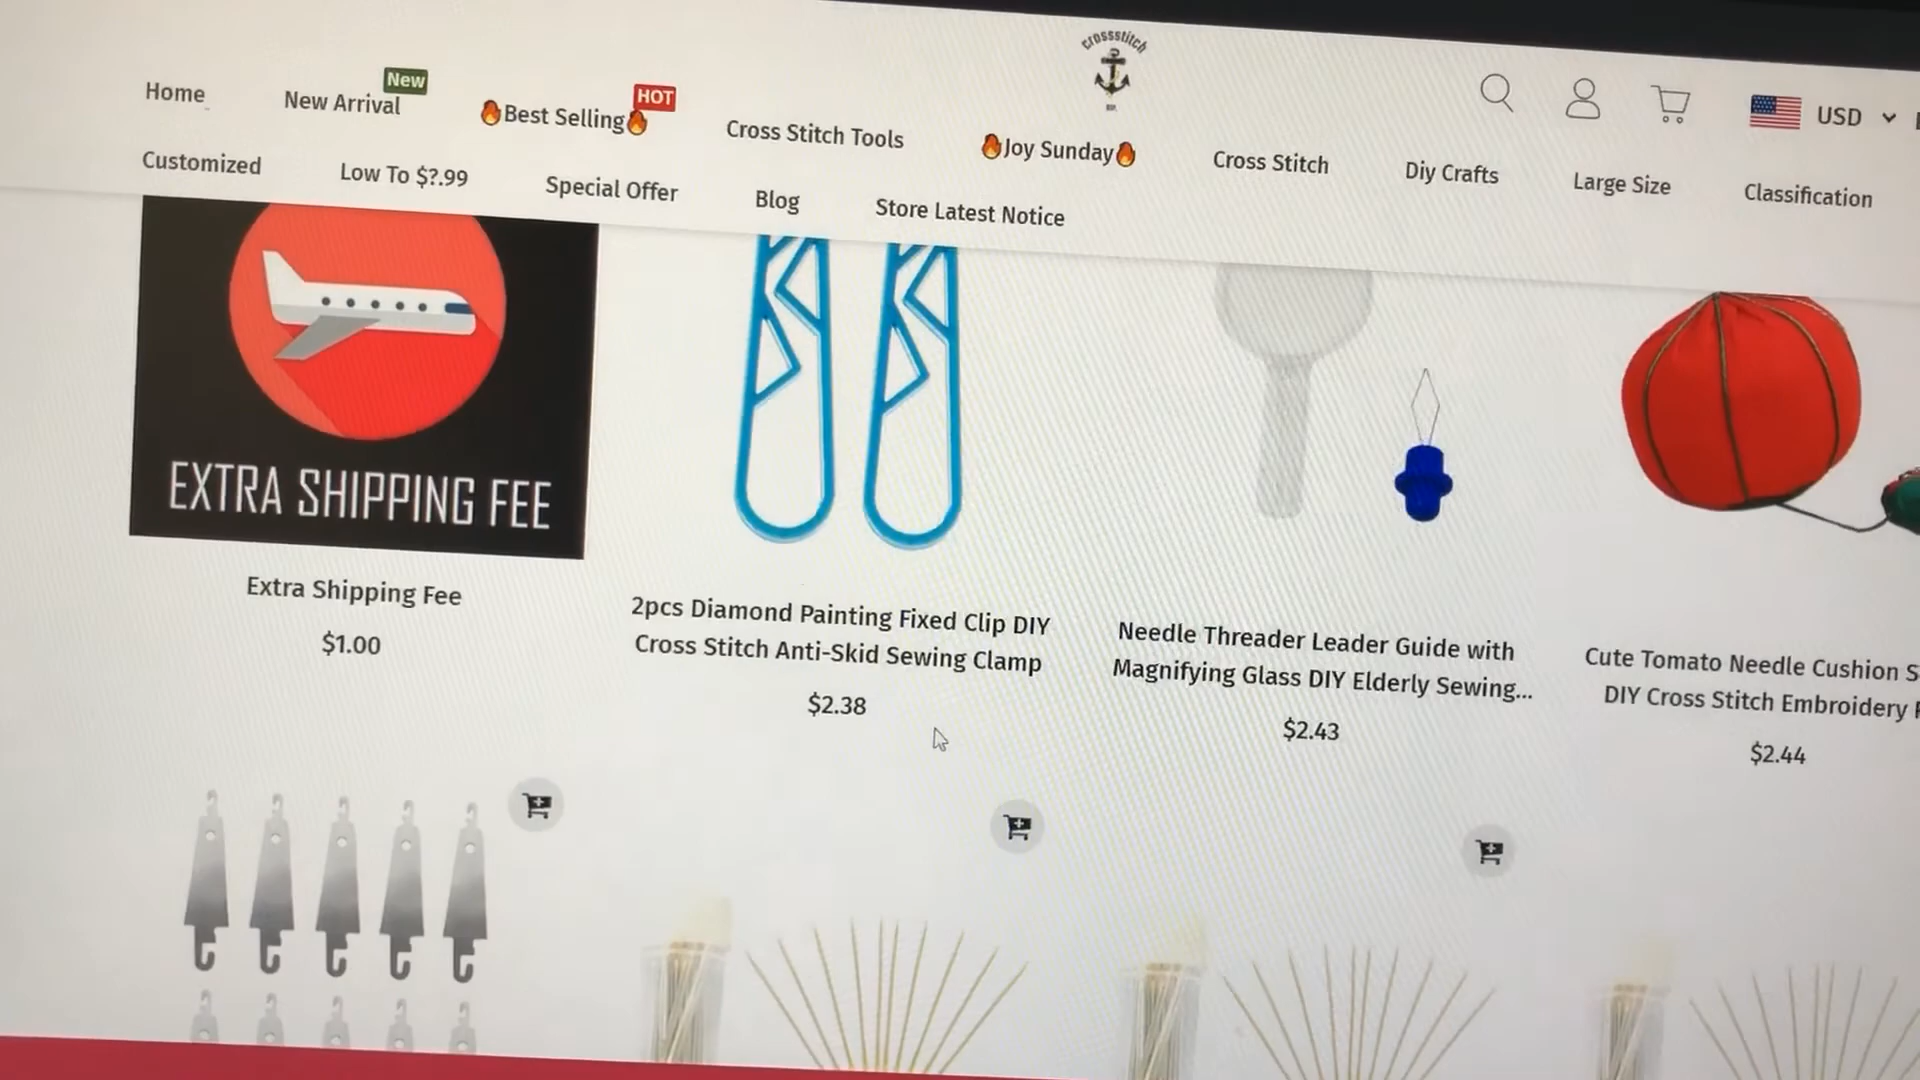 crossstitch
Home
New Arrival
New
🔥Best Selling🔥
HOT
Cross Stitch Tools
🔥Joy Sunday🔥
Cross Stitch
Diy Crafts
Large Size
Classification
USD
Customized
Low To $?.99
Special Offer
Blog
Store Latest Notice
EXTRA SHIPPING FEE
Extra Shipping Fee
$1.00
2pcs Diamond Painting Fixed Clip DIY
Cross Stitch Anti-Skid Sewing Clamp
$2.38
Needle Threader Leader Guide with
Magnifying Glass DIY Elderly Sewing...
$2.43
Cute Tomato Needle Cushion
DIY Cross Stitch Embroidery
$2.44